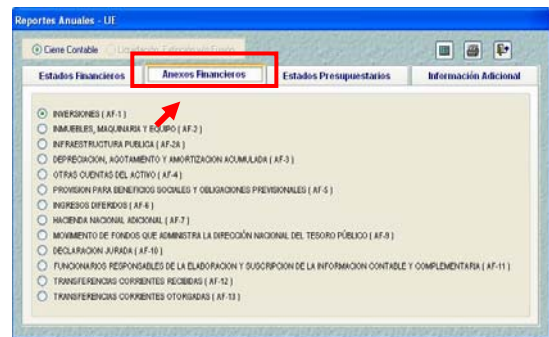 Reportes Anuales - UE
Cierre Contable
Estados Financieros Anexos Financieros Estados Presupuestarios Información Adicional
INVERSIONES ( AF-1 )
INMUEBLES, MAQUINARIA Y EQUIPO ( AF-2 )
INFRAESTRUCTURA PUBLICA ( AF-2A )
DEPRECIACION, AGOTAMIENTO Y AMORTIZACION ACUMULADA ( AF-3 )
OTRAS CUENTAS DEL ACTIVO ( AF-4 )
PROVISION PARA BENEFICIOS SOCIALES Y OBLIGACIONES PREVISIONALES ( AF-5 )
INGRESOS DIFERIDOS ( AF-6 )
HACIENDA NACIONAL ADICIONAL ( AF-7 )
MOVIMIENTO DE FONDOS QUE ADMINISTRA LA DIRECCIÓN NACIONAL DEL TESORO PÚBLICO ( AF-9 )
DECLARACION JURADA ( AF-10 )
FUNCIONARIOS RESPONSABLES DE LA ELABORACION Y SUSCRIPCION DE LA INFORMACION CONTABLE Y COMPLEMENTARIA ( AF-11 )
TRANSFERENCIAS CORRIENTES RECIBIDAS ( AF-12 )
TRANSFERENCIAS CORRIENTES OTORGADAS ( AF-13 )